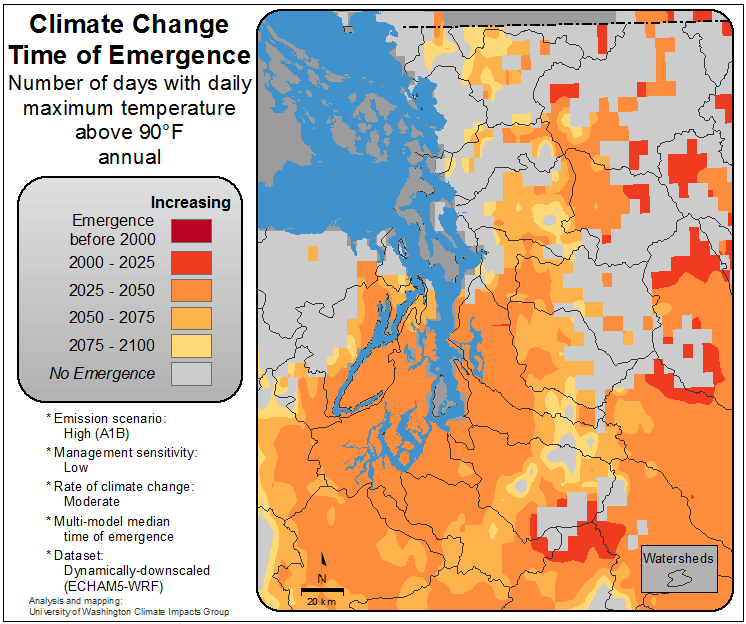 Climate Change
Time of Emergence
Number of days with daily
maximum temperature
above 90°F
annual
Increasing
Emergence
before 2000
2000 - 2025
2025 - 2050
2050 - 2075
2075 - 2100
No Emergence
* Emission scenario:
High (A1B)
* Management sensitivity:
Low
* Rate of climate change:
Moderate
* Multi-model median
time of emergence
* Dataset:
Dynamically-downscaled
(ECHAM5-WRF)
Analysis and mapping:
University of Washington Climate Impacts Group
N
20 km
Watersheds